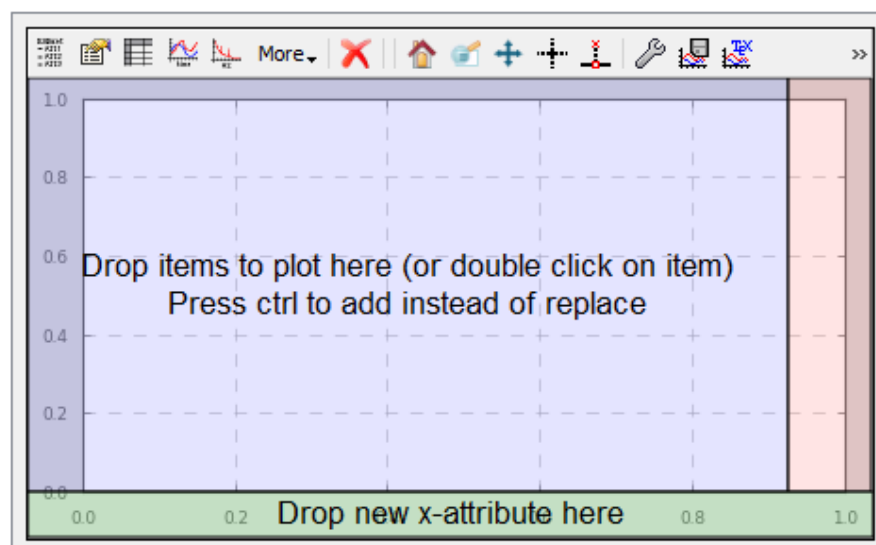 More
TEX
»
1.0
0.8
0.6
Drop items to plot here (or double click on item)
Press ctrl to add instead of replace
0.4
0.2
0.0
Drop new x-attribute here
0.0 0.2 0.8 1.0